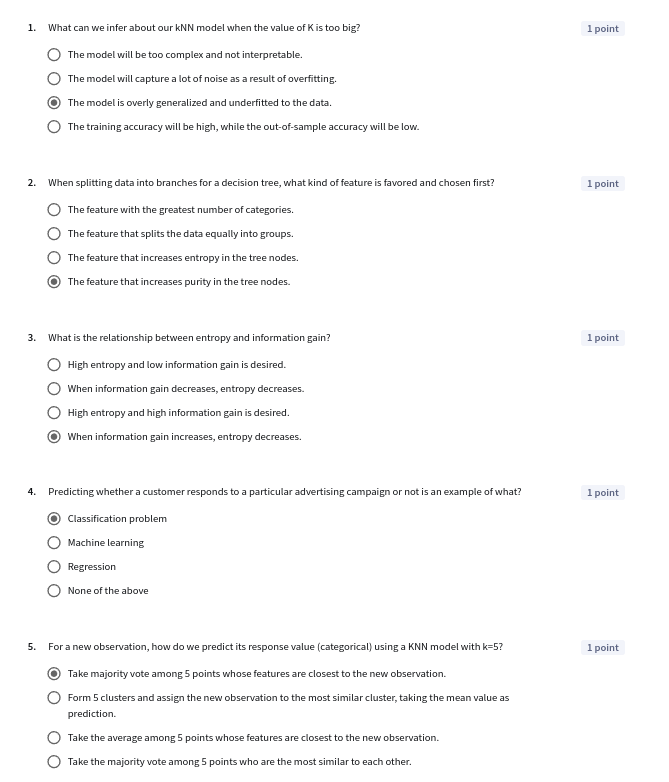 1. What can we infer about our kNN model when the value of K is too big? 1 point
The model will be too complex and not interpretable.
The model will capture a lot of noise as a result of overfitting.
The model is overly generalized and underfitted to the data.
The training accuracy will be high, while the out-of-sample accuracy will be low.
2. When splitting data into branches for a decision tree, what kind of feature is favored and chosen first? 1 point
The feature with the greatest number of categories.
The feature that splits the data equally into groups.
The feature that increases entropy in the tree nodes.
The feature that increases purity in the tree nodes.
3. What is the relationship between entropy and information gain? 1 point
High entropy and low information gain is desired.
When information gain decreases, entropy decreases.
High entropy and high information gain is desired.
When information gain increases, entropy decreases.
4. Predicting whether a customer responds to a particular advertising campaign or not is an example of what? 1 point
Classification problem
Machine learning
Regression
None of the above
5. For a new observation, how do we predict its response value (categorical) using a KNN model with k=5? 1 point
Take majority vote among 5 points whose features are closest to the new observation.
Form 5 clusters and assign the new observation to the most similar cluster, taking the mean value as
prediction.
Take the average among 5 points whose features are closest to the new observation.
Take the majority vote among 5 points who are the most similar to each other.